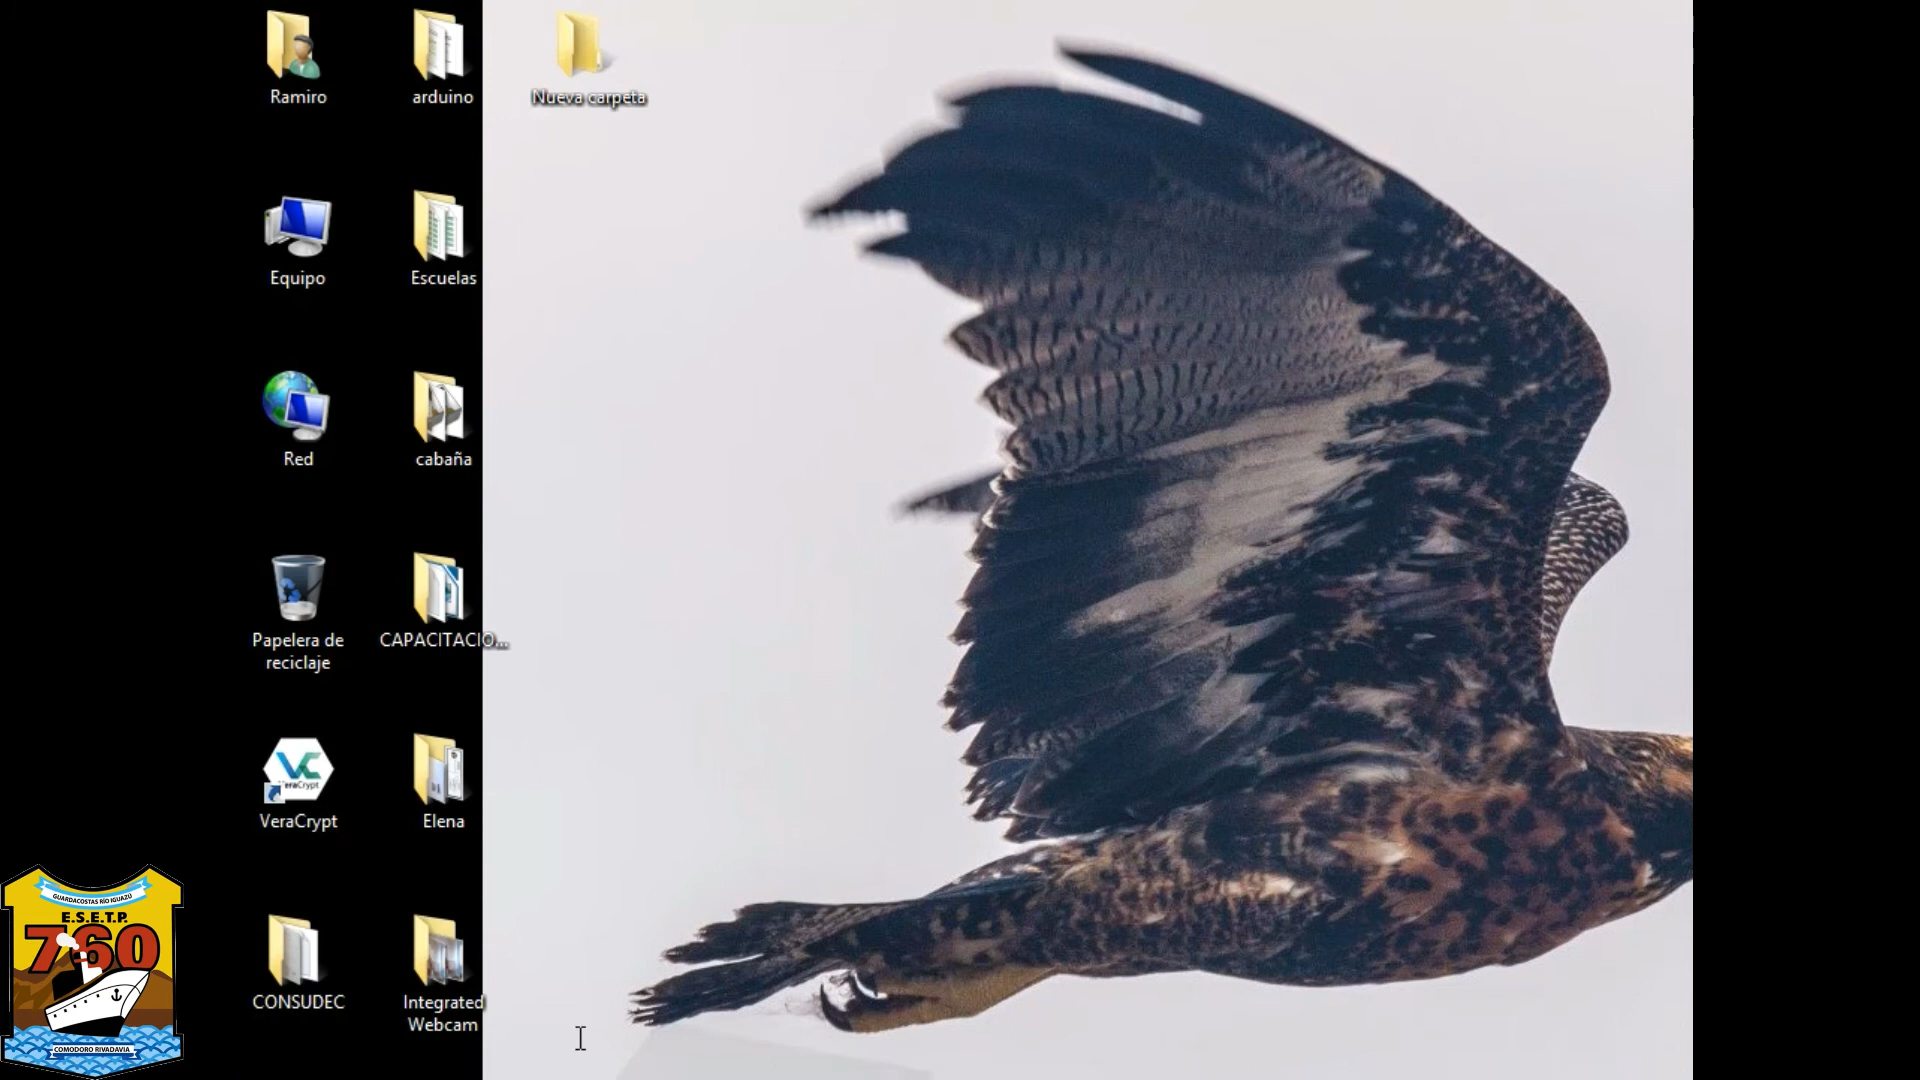 Ramiro
arduino
Nueva carpeta
Equipo
Escuelas
Red
cabaña
Papelera de
reciclaje
CAPACITACIO...
VeraCrypt
VeraCrypt
Elena
CONSUDEC
Integrated
Webcam
GUARDACOSTAS RÍO IGUAZÚ
E.S.E.T.P.
760
COMODORO RIVADAVIA